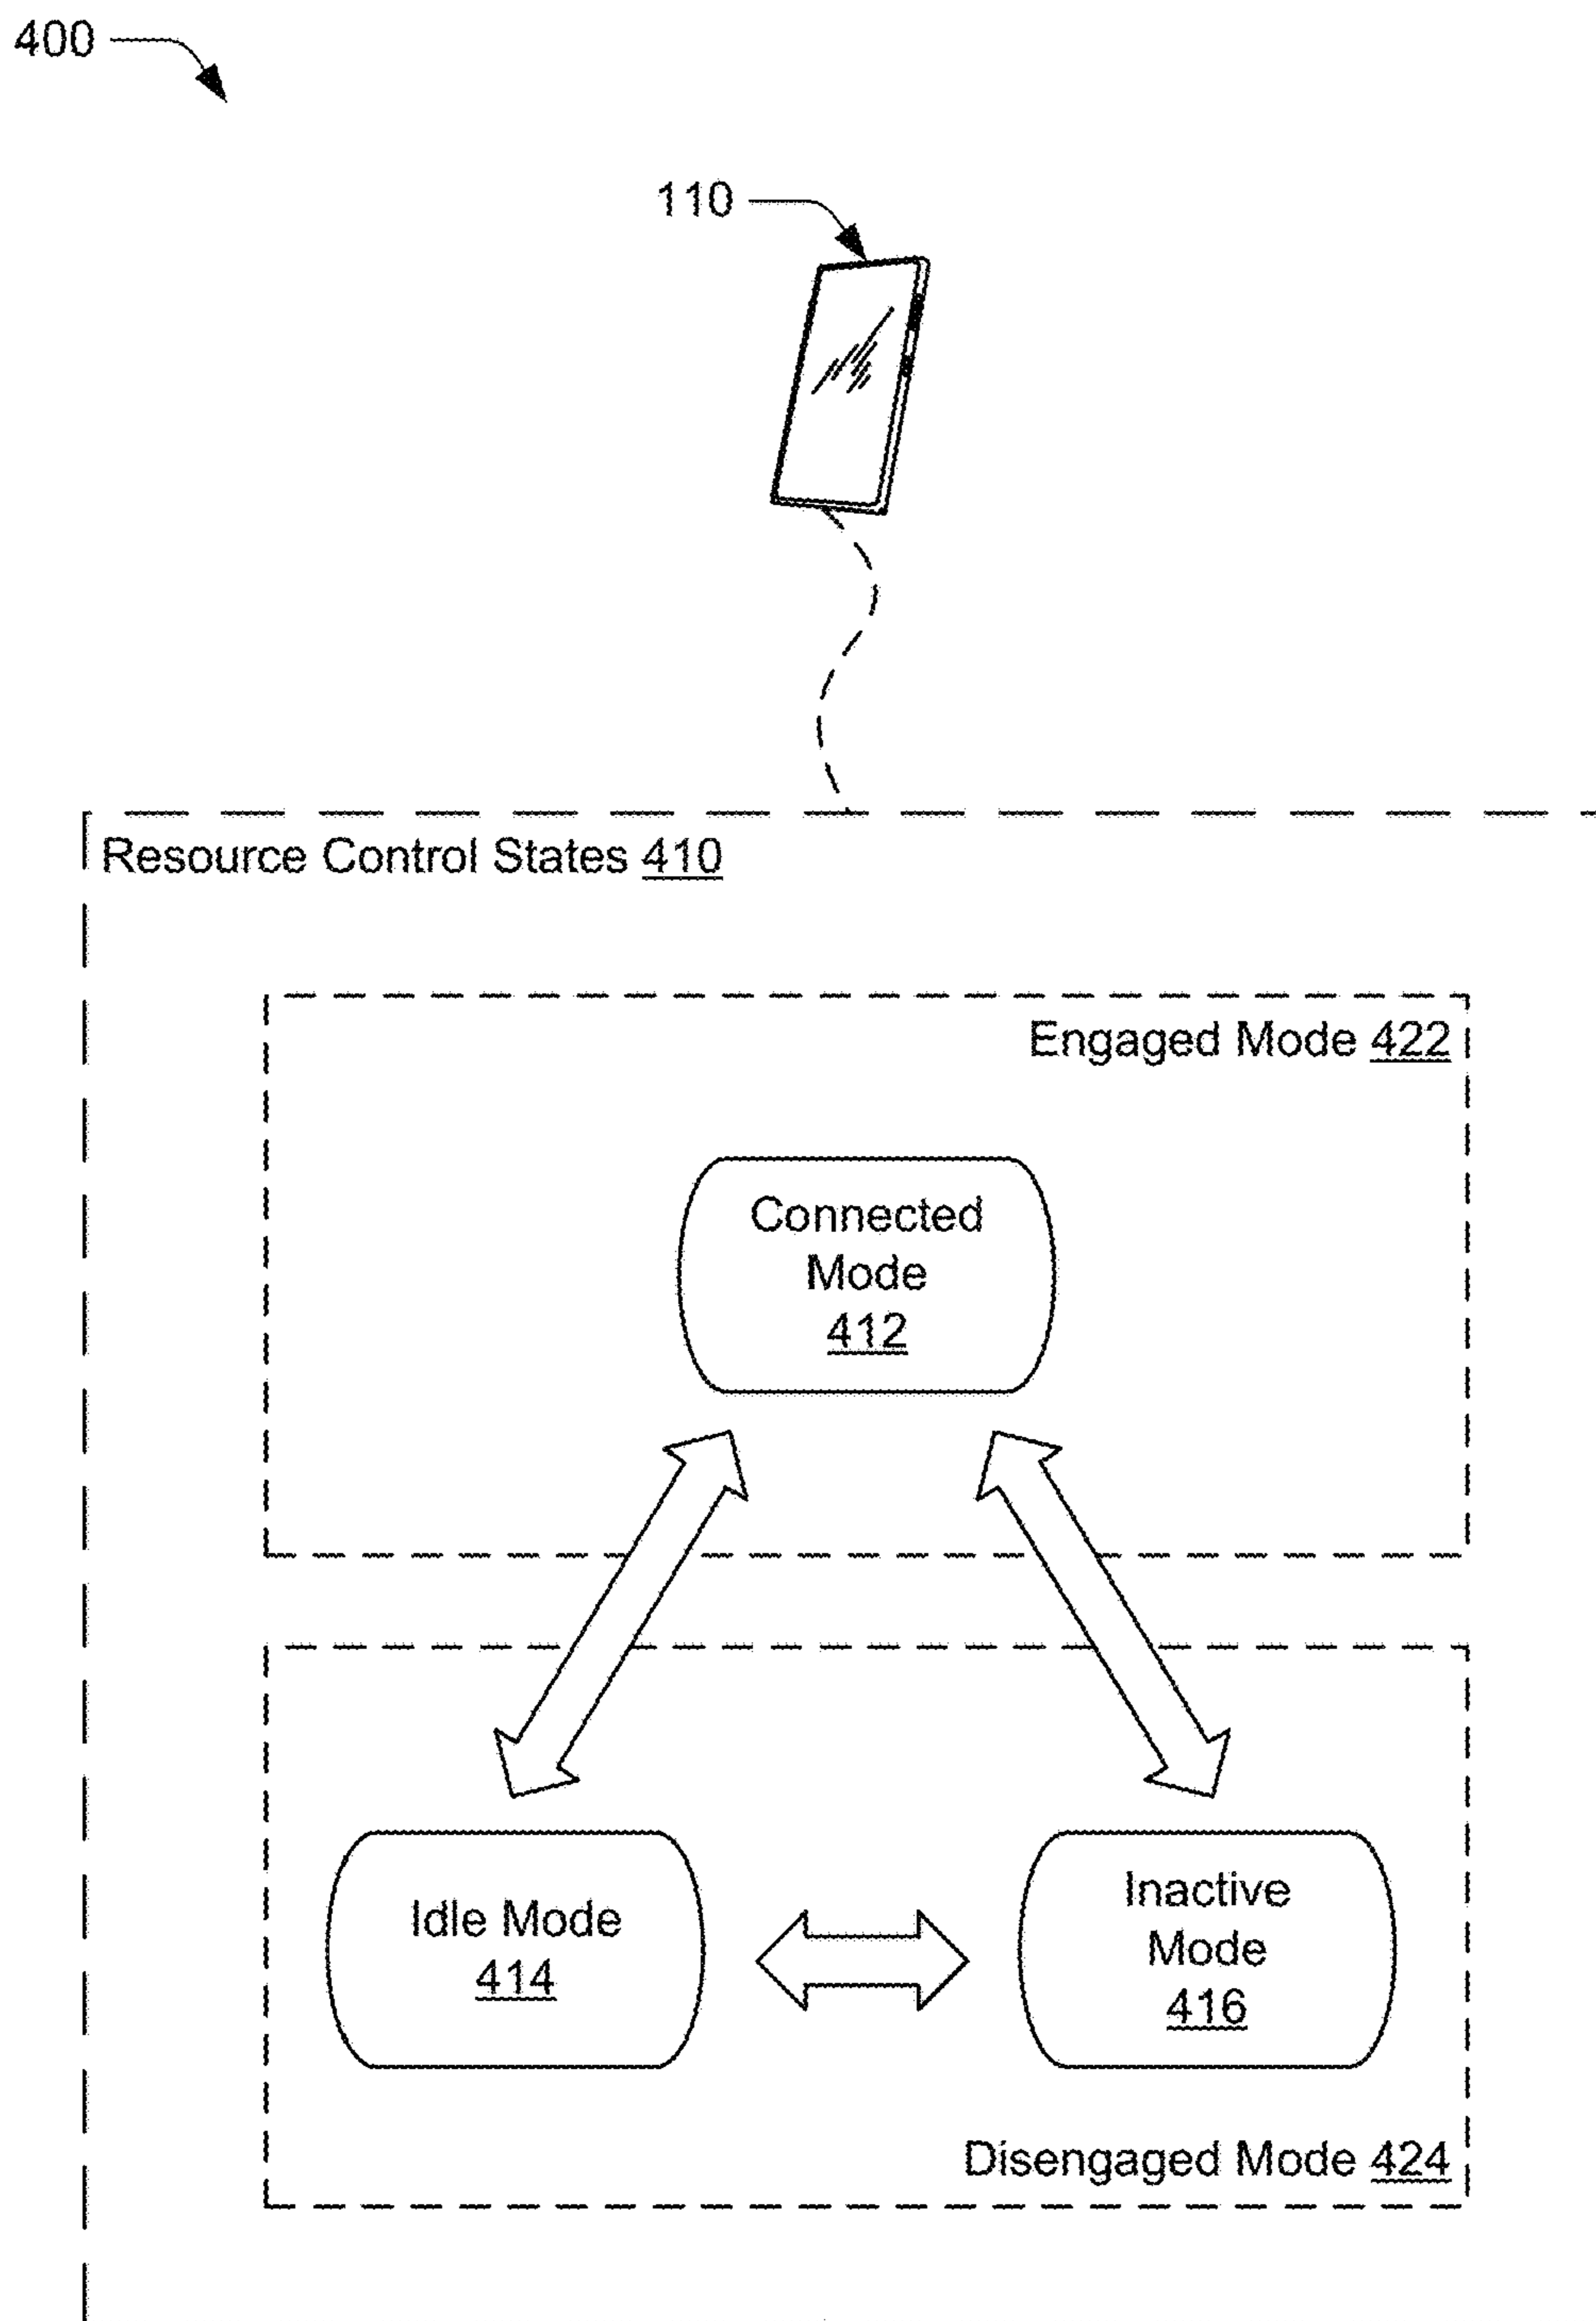 400
110
Resource Control States 410
Engaged Mode 422
Connected
Mode
412
Idle Mode
414
Inactive
Mode
416
Disengaged Mode 424